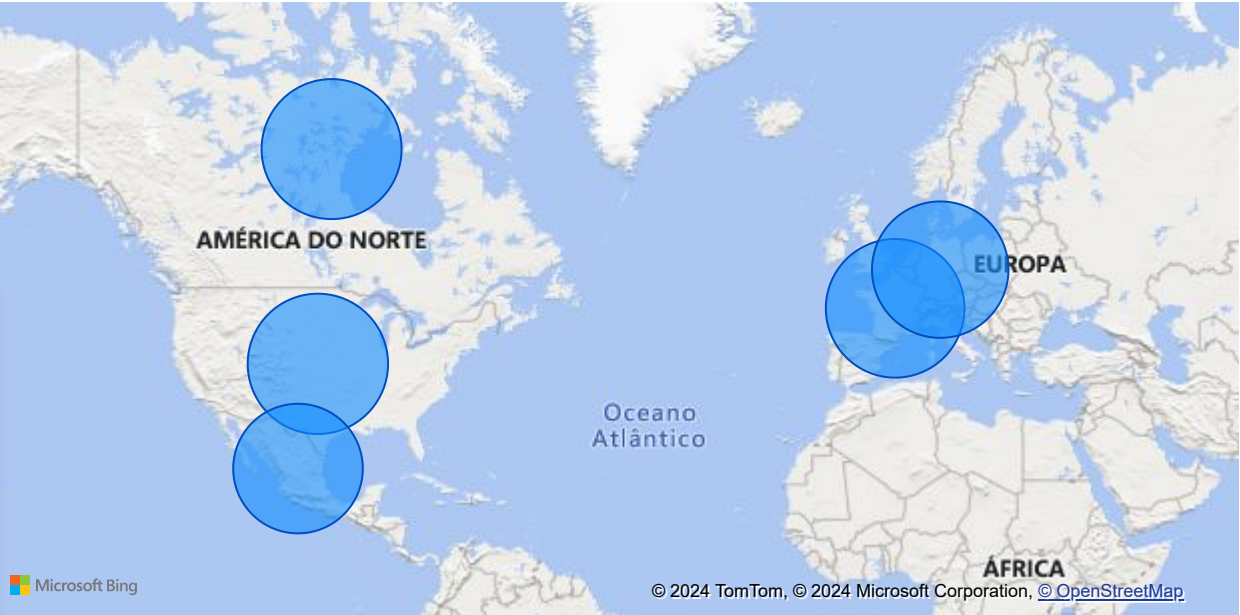 AMÉRICA DO NORTE
EUROPA
Oceano
Atlântico
ÁFRICA
Microsoft Bing
© 2024 TomTom, © 2024 Microsoft Corporation, © OpenStreetMap